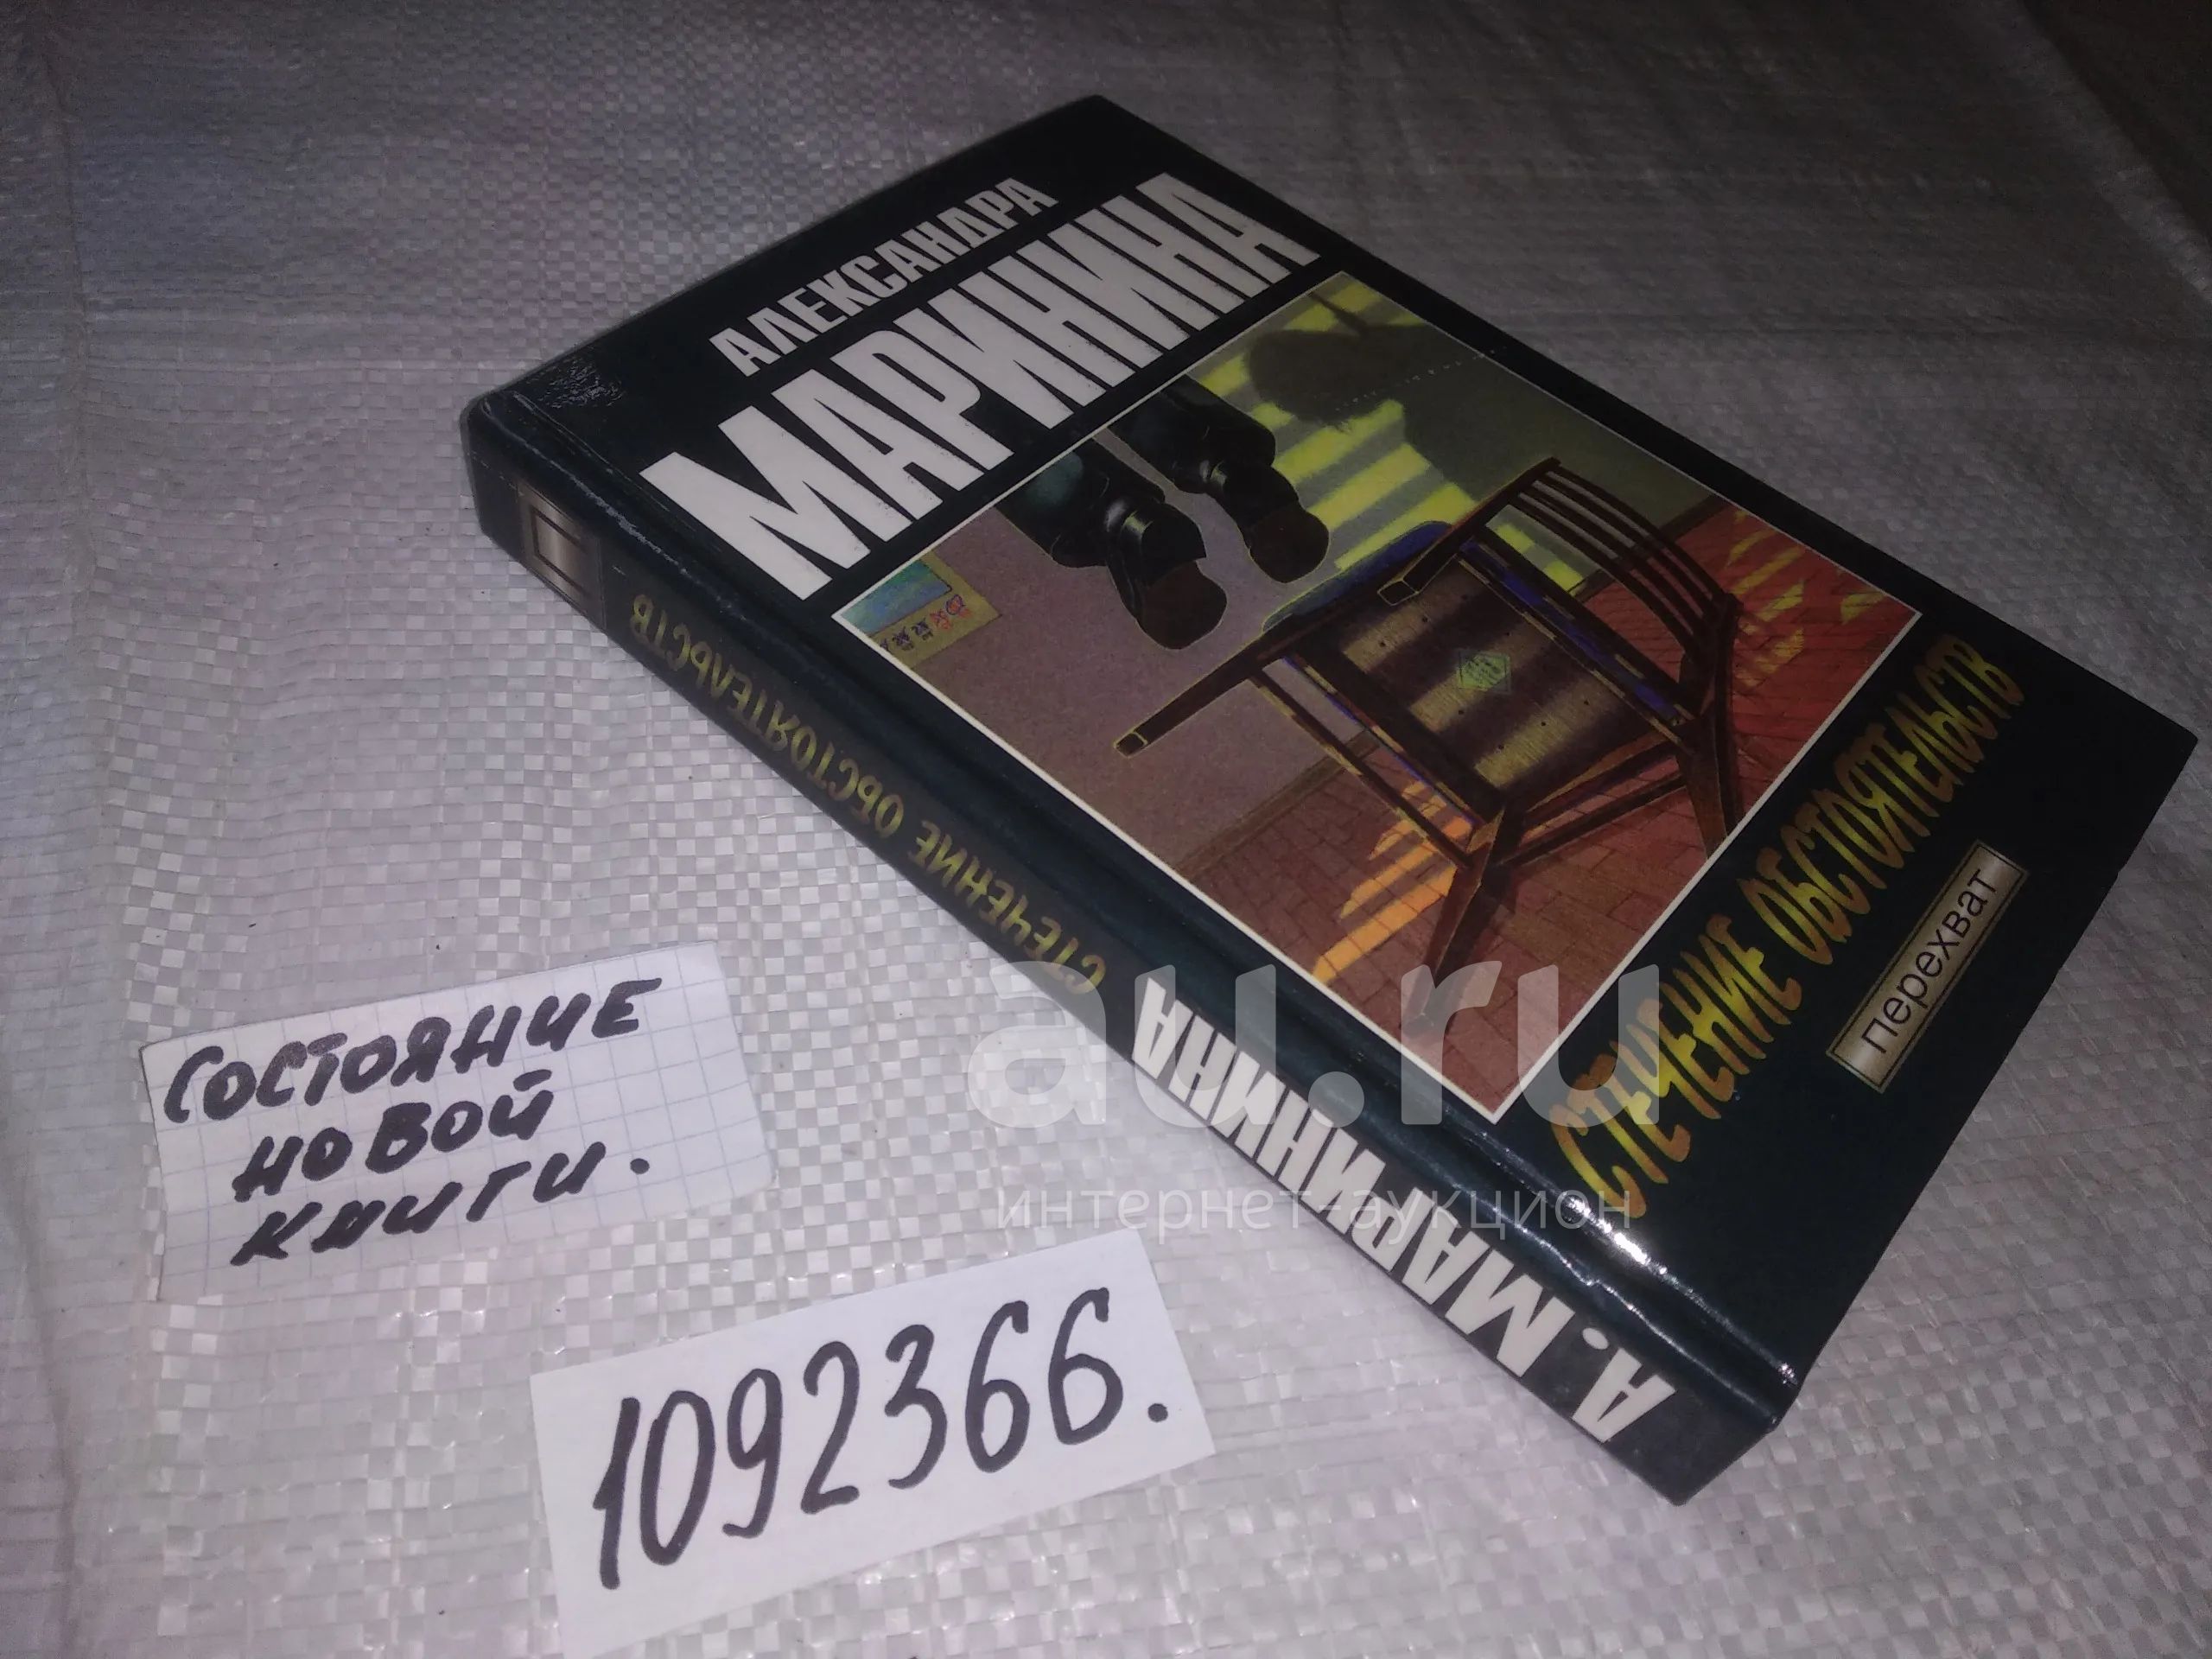 АЛЕКСАНДРА
МАРИНИНА
СТЕЧЕНИЕ ОБСТОЯТЕЛЬСТВ
перехват
А. МАРИНИНА
СТЕЧЕНИЕ ОБСТОЯТЕЛЬСТВ
au.ru
интернет-аукцион
СОСТОЯНИЕ
НОВОЙ
КНИГИ.
1092366.